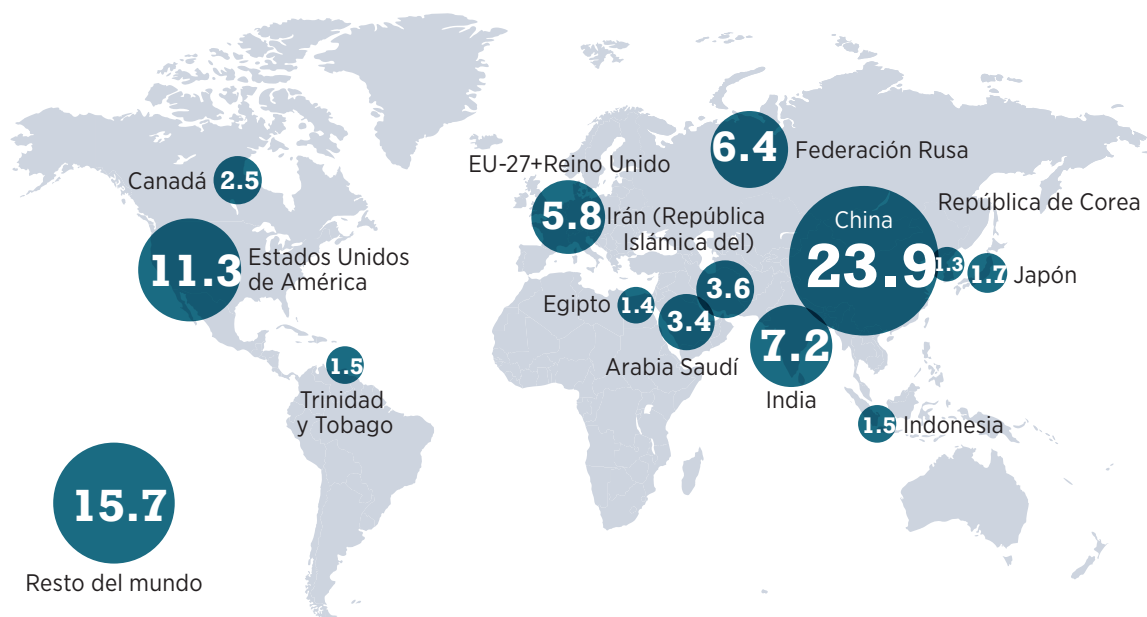 Canadá
2.5
11.3
Estados Unidos
de América
1.5
Trinidad
y Tobago
15.7
Resto del mundo
EU-27+Reino Unido
5.8
6.4
Federación Rusa
Irán (República
Islámica del)
3.6
Egipto
1.4
3.4
Arabia Saudí
China
23.9
República de Corea
1.3
1.7
Japón
7.2
India
1.5
Indonesia